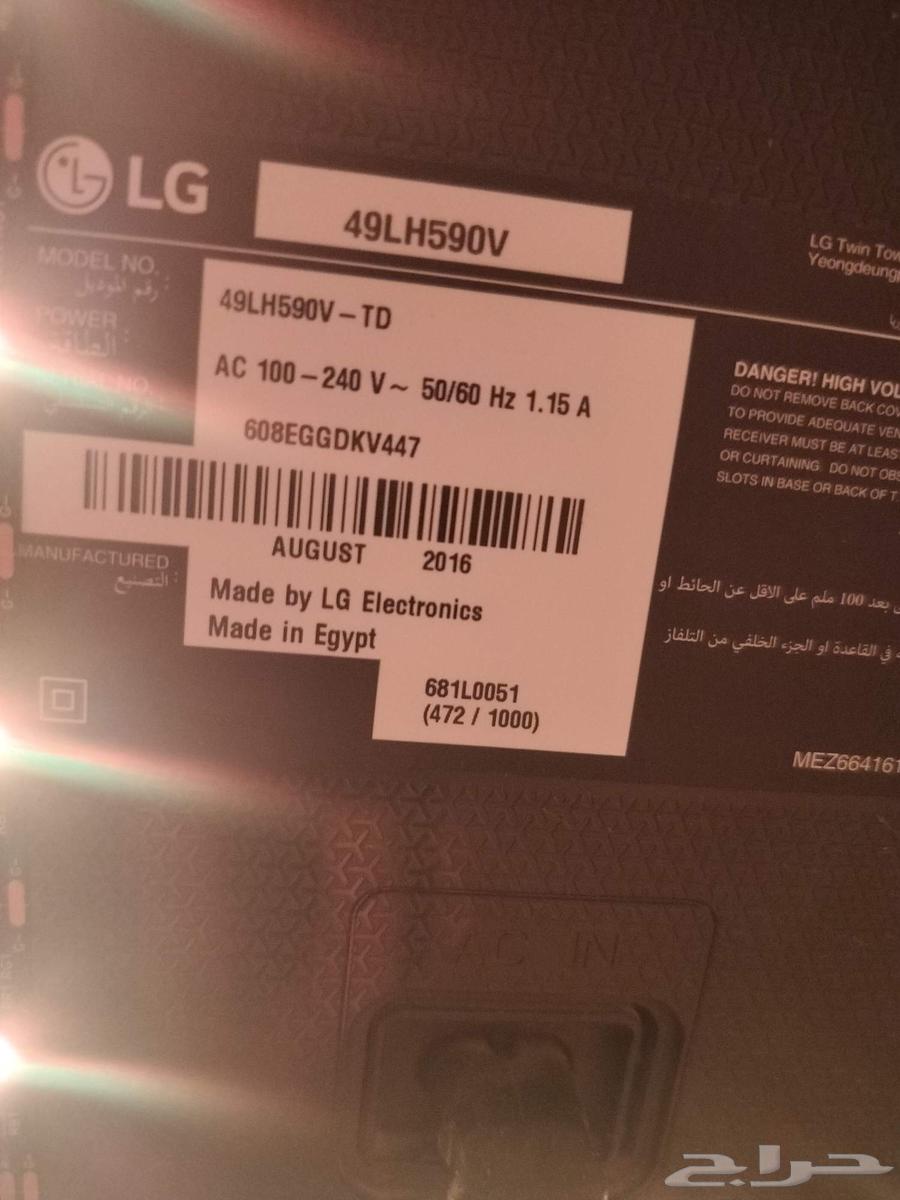 LG
49LH590V
LG Twin Tow
Yeongdeungp
MODEL NO.
رقم الموديل :
49LH590V-TD
POWER
الطاقة :
AC 100-240 V~ 50/60 Hz 1.15 A
608EGGDKV447
AUGUST 2016
MANUFACTURED
التصنيع :
Made by LG Electronics
Made in Egypt
681L0051
(472 / 1000)
DANGER! HIGH VOL
DO NOT REMOVE BACK COV
TO PROVIDE ADEQUATE VEN
RECEIVER MUST BE AT LEAS
OR CURTAINING. DO NOT OBS
SLOTS IN BASE OR BACK OF T
بعد 100 ملم على الاقل عن الحائط او
في القاعدة او الجزء الخلفي من التلفاز
MEZ664161
AC IN
حراج